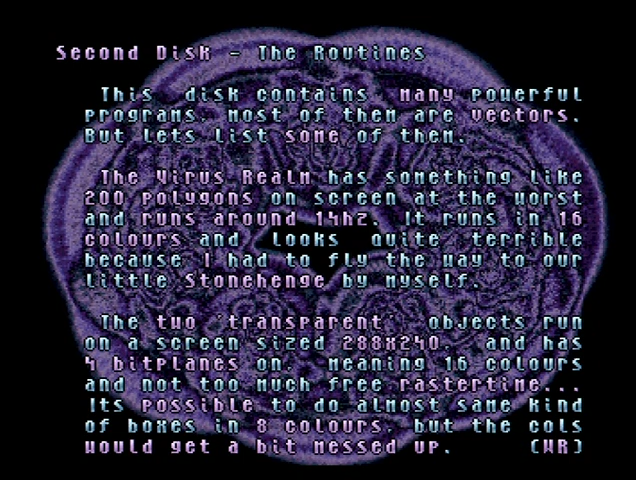 Second Disk - The Routines
This disk contains many powerful
programs, most of them are vectors.
But lets list some of them.
The Virus Realm has something like
200 polygons on screen at the worst
and runs around 14hz. It runs in 16
colours and looks quite terrible
because I had to fly the way to our
little Stonehenge by myself.
The two 'transparent' objects run
on a screen sized 288x240, and has
4 bitplanes on, meaning 16 colours
and not too much free rastertime...
Its possible to do almost same kind
of boxes in 8 colours, but the cols
would get a bit messed up. (WR)